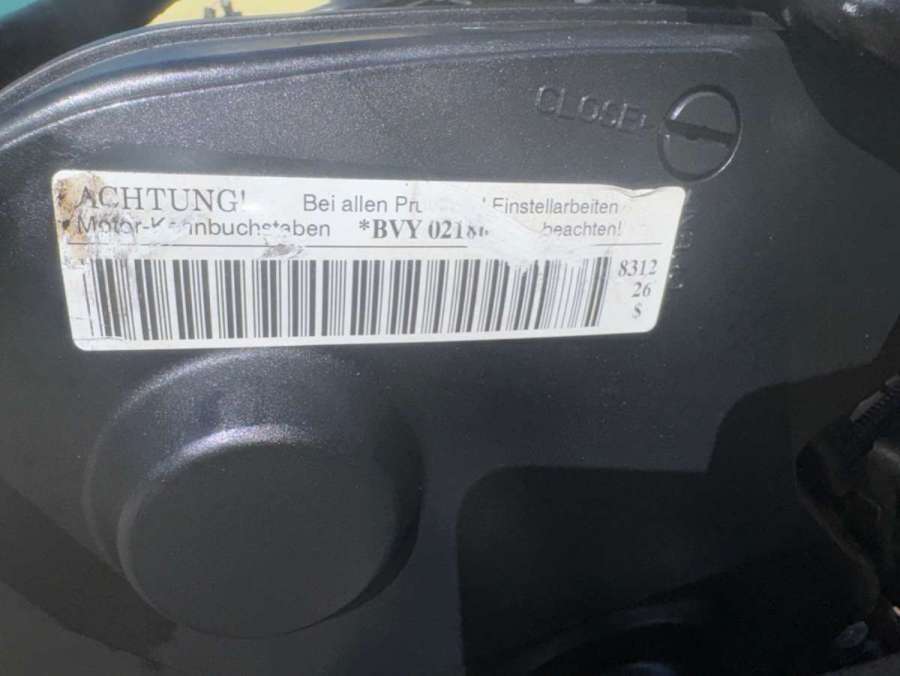 CLOSE
ACHTUNG! Bei allen Einstellarbeiten
Motor-Kennbuchstaben *BVY beachten!
8312
26
$